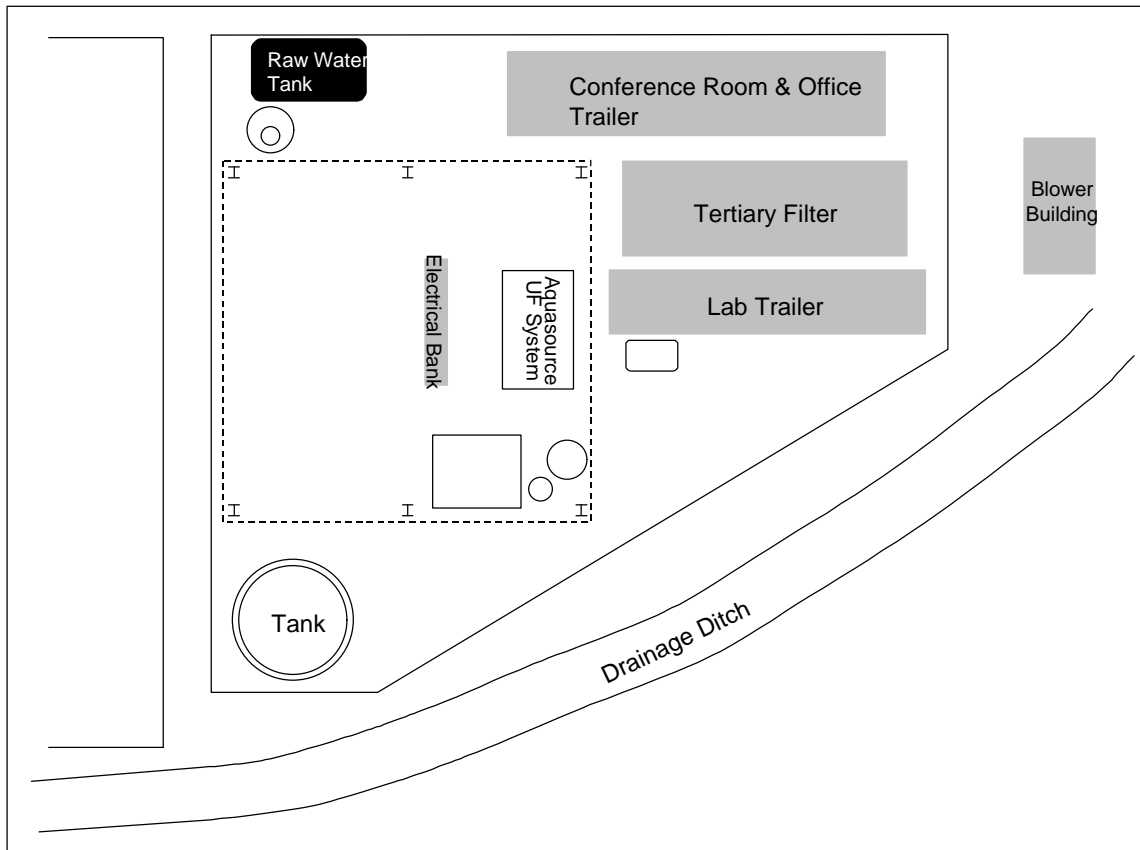 Raw Water
Tank
Conference Room & Office
Trailer
Tertiary Filter
Blower
Building
Electrical Bank
Aquasource
UF System
Lab Trailer
Tank
Drainage Ditch